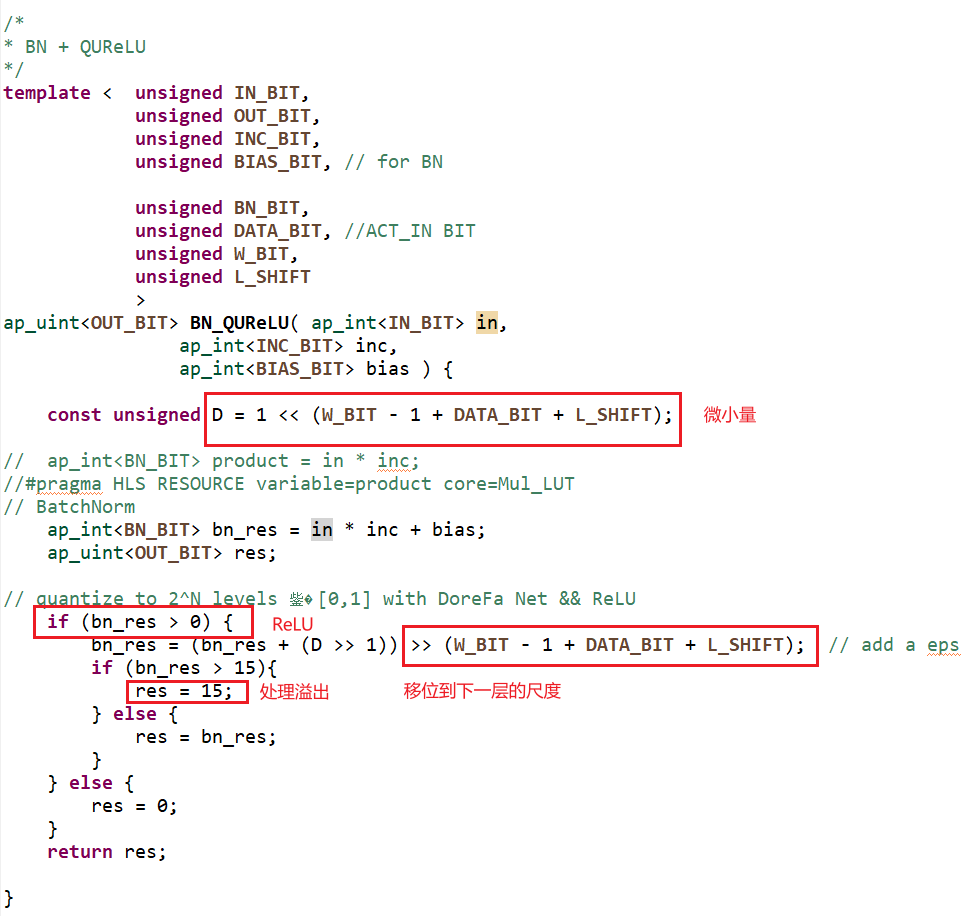 /*
* BN + QUReLU
*/
template <  unsigned IN_BIT,
            unsigned OUT_BIT,
            unsigned INC_BIT,
            unsigned BIAS_BIT, // for BN
            unsigned BN_BIT,
            unsigned DATA_BIT, //ACT_IN BIT
            unsigned W_BIT,
            unsigned L_SHIFT
            >
ap_uint<OUT_BIT> BN_QUReLU( ap_int<IN_BIT> in,
                ap_int<INC_BIT> inc,
                ap_int<BIAS_BIT> bias ) {
    const unsigned D = 1 << (W_BIT - 1 + DATA_BIT + L_SHIFT); 微小量
//  ap_int<BN_BIT> product = in * inc;
//#pragma HLS RESOURCE variable=product core=Mul_LUT
// BatchNorm
    ap_int<BN_BIT> bn_res = in * inc + bias;
    ap_uint<OUT_BIT> res;
// quantize to 2^N levels [0,1] with DoreFa Net && ReLU
    if (bn_res > 0) { ReLU
        bn_res = (bn_res + (D >> 1)) >> (W_BIT - 1 + DATA_BIT + L_SHIFT); // add a eps
        if (bn_res > 15){
            res = 15; 处理溢出 移位到下一层的尺度
        } else {
            res = bn_res;
        }
    } else {
        res = 0;
    }
    return res;
}